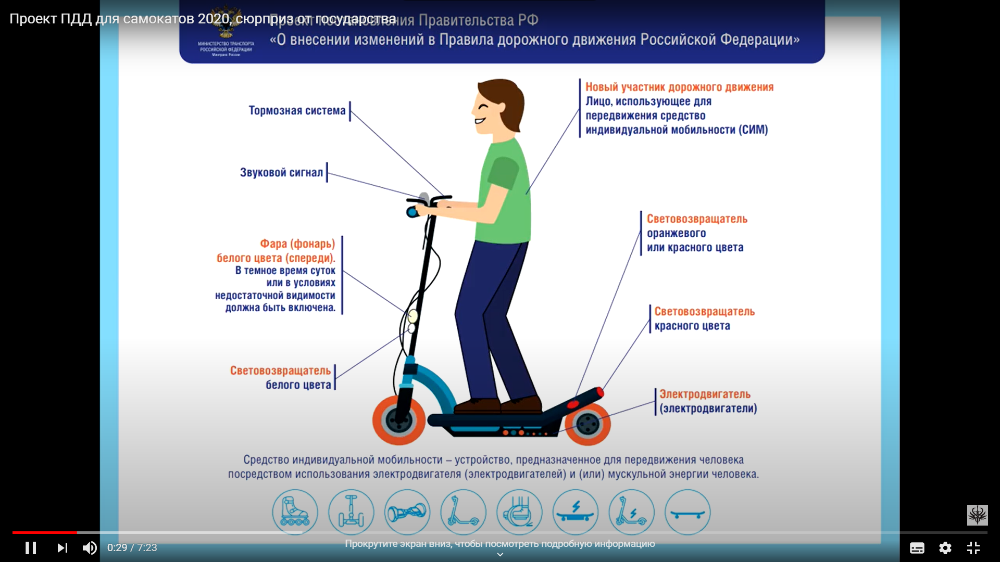 Проект ПДД для самокатов 2020, сюрприз от государства
Проект постановления Правительства РФ
«О внесении изменений в Правила дорожного движения Российской Федерации»
МИНИСТЕРСТВО ТРАНСПОРТА
РОССИЙСКОЙ ФЕДЕРАЦИИ
Минтранс России
Тормозная система
Звуковой сигнал
Фара (фонарь)
белого цвета (спереди).
В темное время суток
или в условиях
недостаточной видимости
должна быть включена.
Световозвращатель
белого цвета
Новый участник дорожного движения
Лицо, использующее для
передвижения средство
индивидуальной мобильности (СИМ)
Световозвращатель
оранжевого
или красного цвета
Световозвращатель
красного цвета
Электродвигатель
(электродвигатели)
Средство индивидуальной мобильности – устройство, предназначенное для передвижения человека
посредством использования электродвигателя (электродвигателей) и (или) мускульной энергии человека.
0:29 / 7:23
Прокрутите экран вниз, чтобы посмотреть подробную информацию